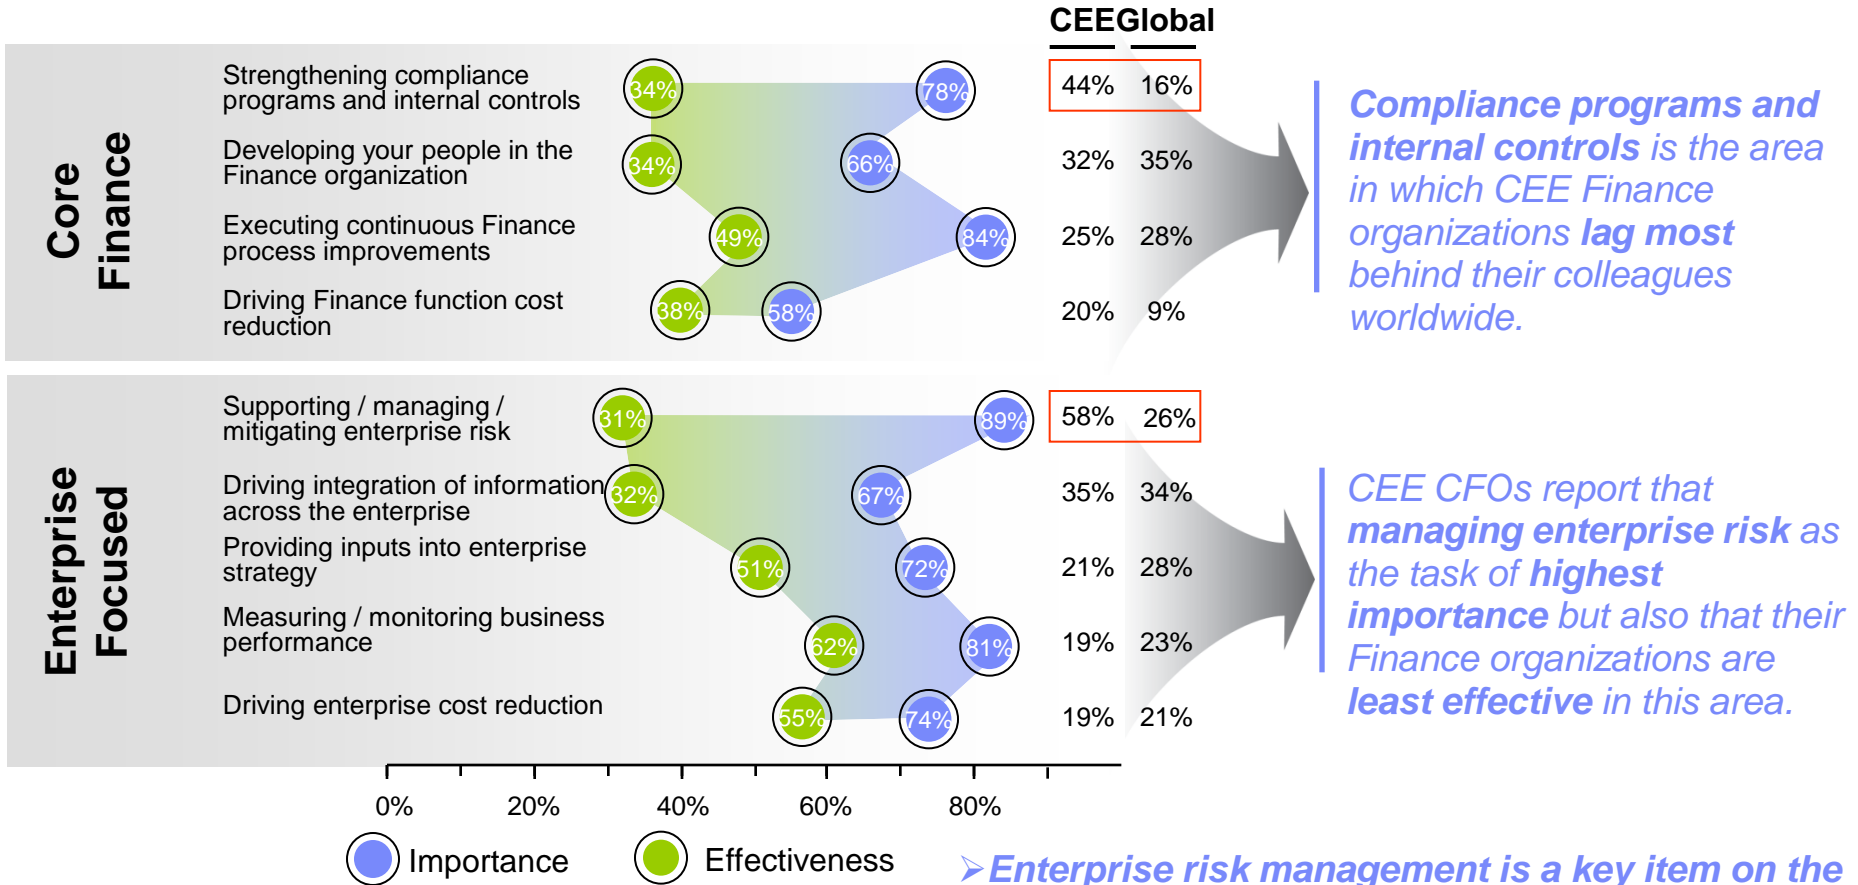 CEE Global
Core
Finance
Strengthening compliance
programs and internal controls
34%
78%
44% 16%
Developing your people in the
Finance organization
34%
66%
32% 35%
Executing continuous Finance
process improvements
49%
84%
25% 28%
Driving Finance function cost
reduction
38%
58%
20% 9%
Compliance programs and
internal controls is the area
in which CEE Finance
organizations lag most
behind their colleagues
worldwide.
Enterprise
Focused
Supporting / managing /
mitigating enterprise risk
31%
89%
58% 26%
Driving integration of information
across the enterprise
32%
67%
35% 34%
Providing inputs into enterprise
strategy
51%
72%
21% 28%
Measuring / monitoring business
performance
62%
81%
19% 23%
Driving enterprise cost reduction
55%
74%
19% 21%
CEE CFOs report that
managing enterprise risk as
the task of highest
importance but also that their
Finance organizations are
least effective in this area.
0% 20% 40% 60% 80%
Importance Effectiveness
➢Enterprise risk management is a key item on the